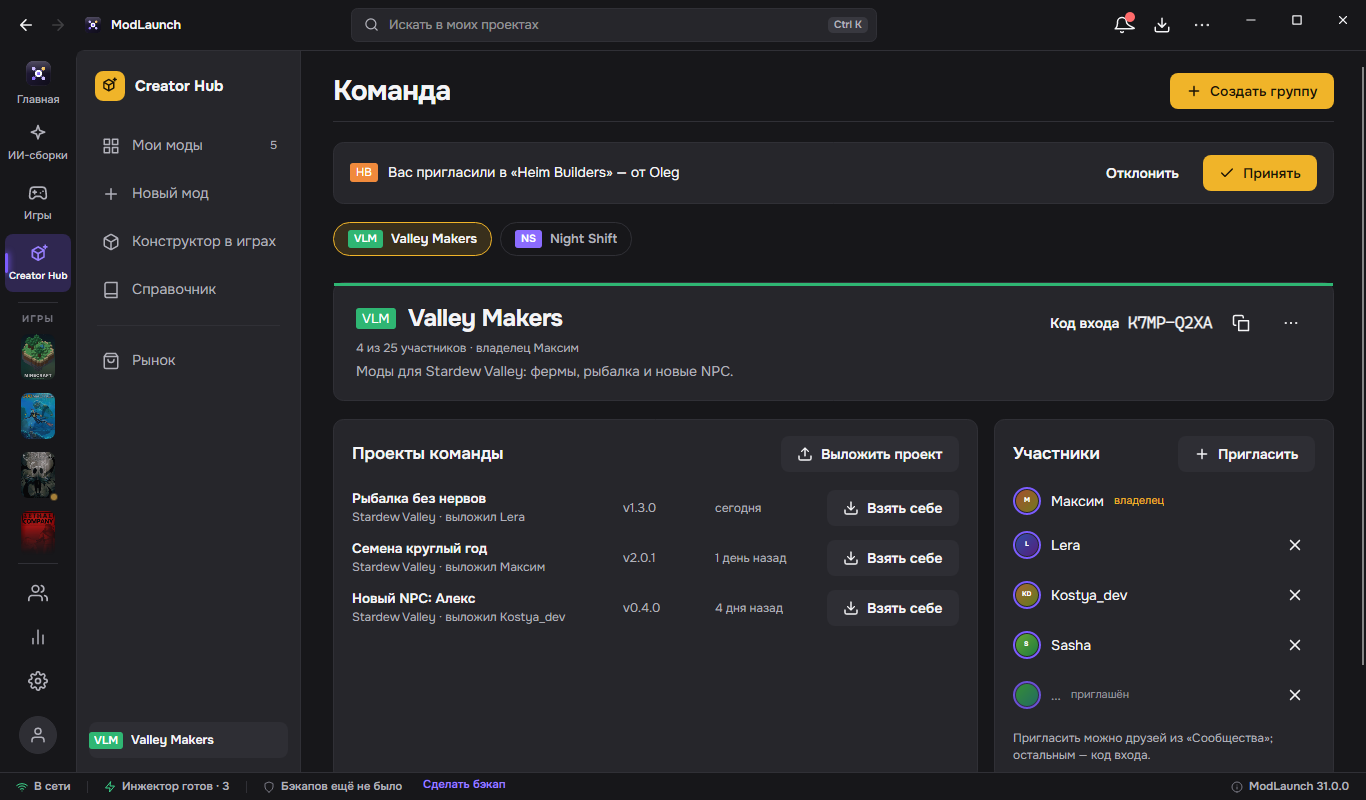 ModLaunch
Искать в моих проектах
Ctrl K
Главная
ИИ-сборки
Игры
Creator Hub
ИГРЫ
MINECRAFT
LETHAL
COMPANY
Creator Hub
Мои моды 5
Новый мод
Конструктор в играх
Справочник
Рынок
VLM Valley Makers
Команда
Создать группу
HB Вас пригласили в «Heim Builders» — от Oleg
Отклонить
Принять
VLM Valley Makers
NS Night Shift
VLM Valley Makers
Код входа K7MP-Q2XA
4 из 25 участников · владелец Максим
Моды для Stardew Valley: фермы, рыбалка и новые NPC.
Проекты команды
Выложить проект
Рыбалка без нервов
Stardew Valley · выложил Lera
v1.3.0
сегодня
Взять себе
Семена круглый год
Stardew Valley · выложил Максим
v2.0.1
1 день назад
Взять себе
Новый NPC: Алекс
Stardew Valley · выложил Kostya_dev
v0.4.0
4 дня назад
Взять себе
Участники
Пригласить
М Максим владелец
L Lera
KD Kostya_dev
S Sasha
... приглашён
Пригласить можно друзей из «Сообщества»;
остальным — код входа.
В сети
Инжектор готов · 3
Бэкапов ещё не было
Сделать бэкап
ModLaunch 31.0.0